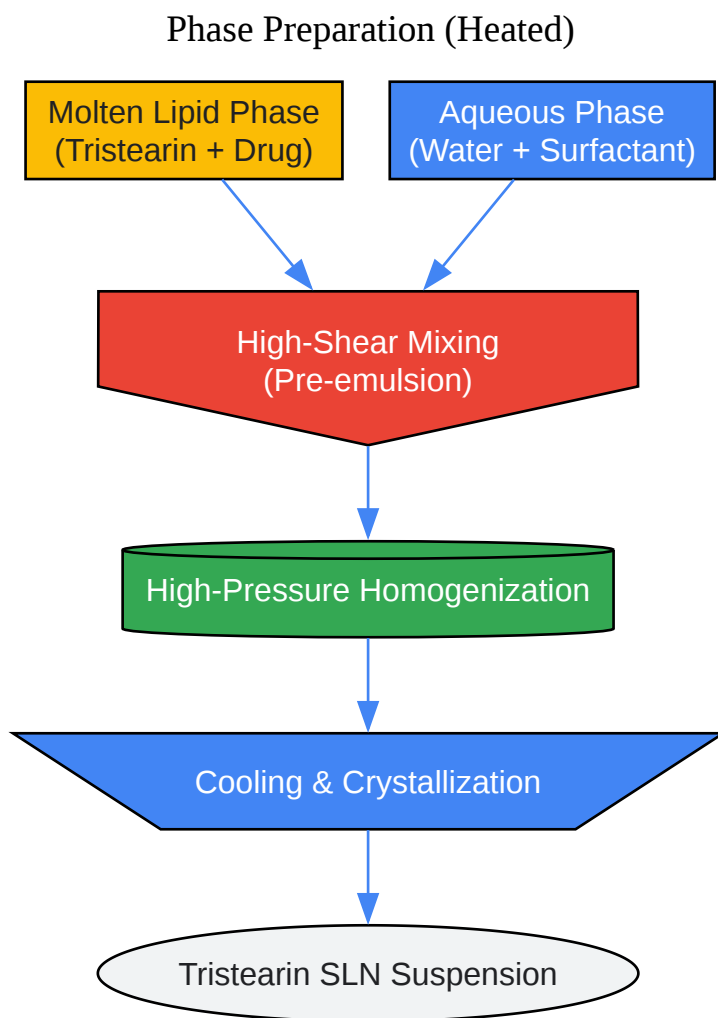 Phase Preparation (Heated)
Molten Lipid Phase
(Tristearin + Drug)
Aqueous Phase
(Water + Surfactant)
High-Shear Mixing
(Pre-emulsion)
High-Pressure Homogenization
Cooling & Crystallization
Tristearin SLN Suspension